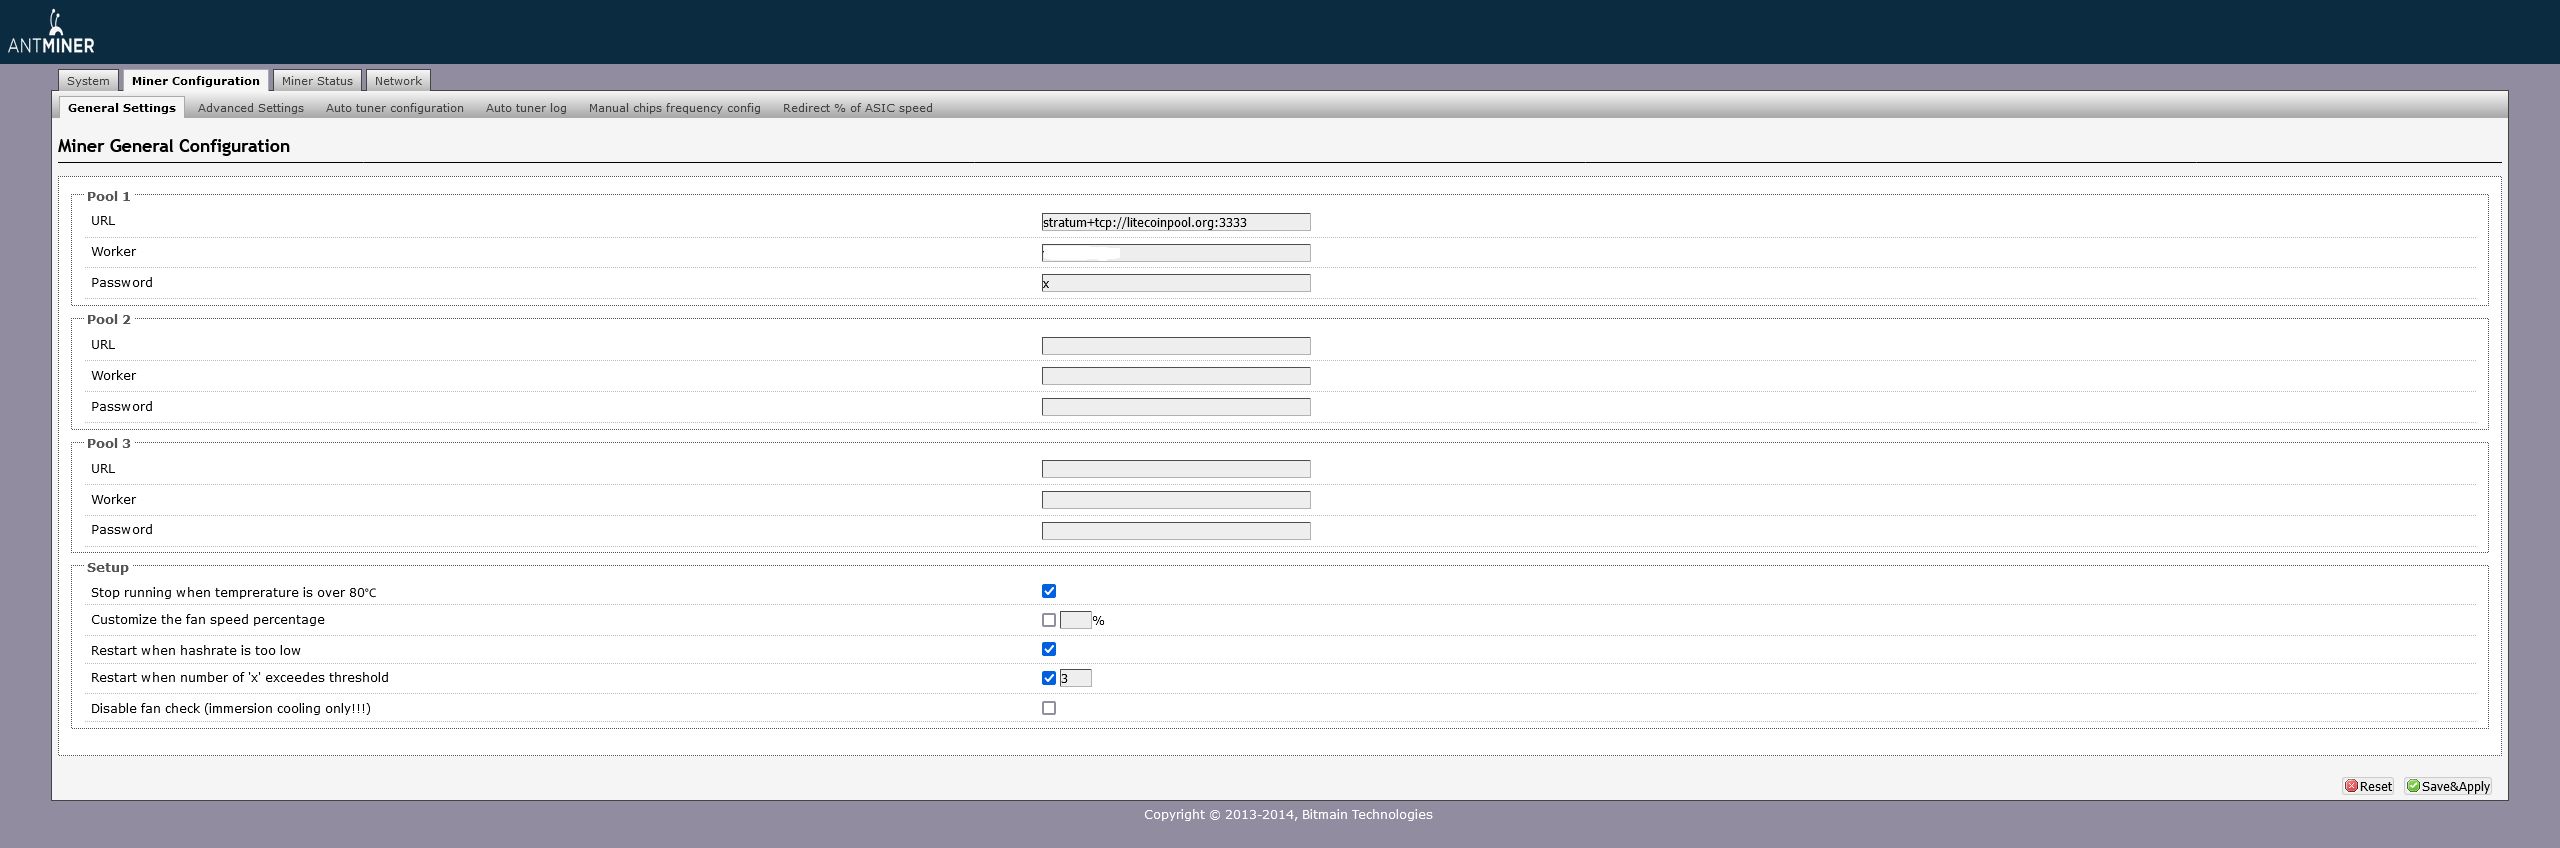 ANTMINER
System Miner Configuration Miner Status Network
General Settings Advanced Settings Auto tuner configuration Auto tuner log Manual chips frequency config Redirect % of ASIC speed
Miner General Configuration
Pool 1
URL stratum+tcp://litecoinpool.org:3333
Worker
Password x
Pool 2
URL
Worker
Password
Pool 3
URL
Worker
Password
Setup
Stop running when temprerature is over 80°C
Customize the fan speed percentage %
Restart when hashrate is too low
Restart when number of 'x' exceedes threshold 3
Disable fan check (immersion cooling only!!!)
Reset Save&Apply
Copyright © 2013-2014, Bitmain Technologies